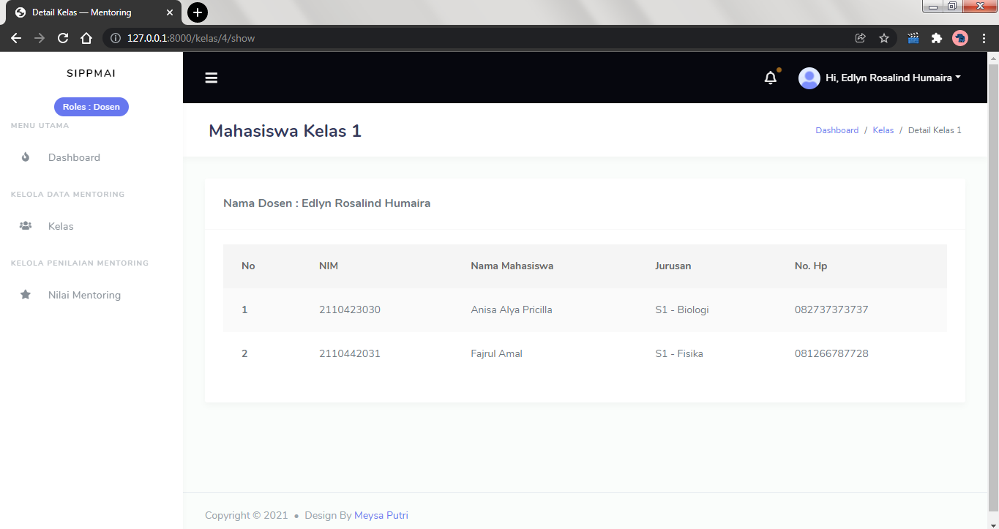 Detail Kelas — Mentoring
127.0.0.1:8000/kelas/4/show
SIPPMAI
Roles : Dosen
MENU UTAMA
Dashboard
KELOLA DATA MENTORING
Kelas
KELOLA PENILAIAN MENTORING
Nilai Mentoring
Hi, Edlyn Rosalind Humaira
Mahasiswa Kelas 1
Dashboard / Kelas / Detail Kelas 1
Nama Dosen : Edlyn Rosalind Humaira
No NIM Nama Mahasiswa Jurusan No. Hp
1 2110423030 Anisa Alya Pricilla S1 - Biologi 082737373737
2 2110442031 Fajrul Amal S1 - Fisika 081266787728
Copyright © 2021 • Design By Meysa Putri